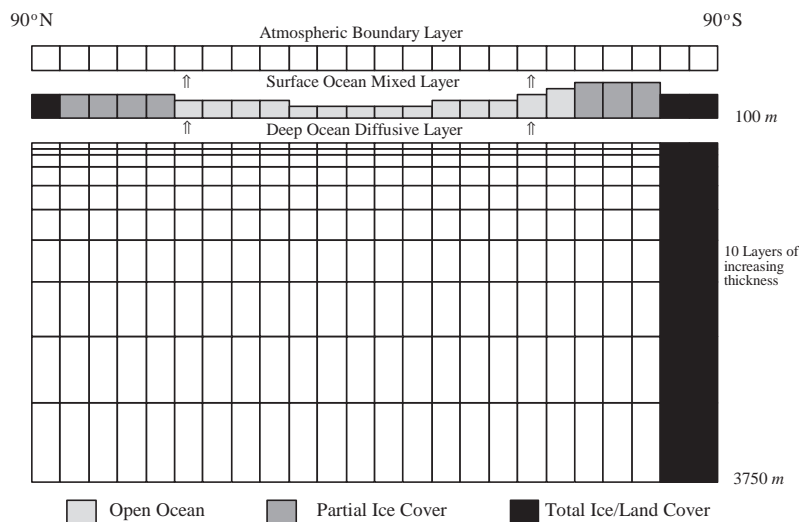 90°N
90°S
Atmospheric Boundary Layer
⇑ ⇑
Surface Ocean Mixed Layer
100 m
⇑ ⇑
Deep Ocean Diffusive Layer
10 Layers of
increasing
thickness
3750 m
Open Ocean
Partial Ice Cover
Total Ice/Land Cover